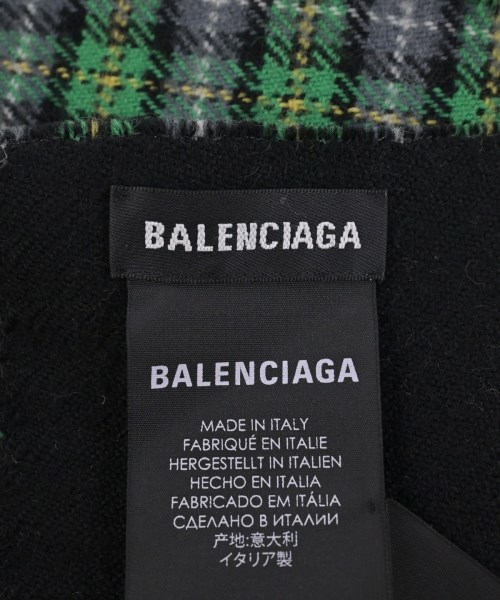 BALENCIAGA
BALENCIAGA
MADE IN ITALY
FABRIQUÉ EN ITALIE
HERGESTELLT IN ITALIEN
HECHO EN ITALIA
FABRICADO EM ITÁLIA
СДЕЛАНО В ИТАЛИИ
产地:意大利
イタリア製